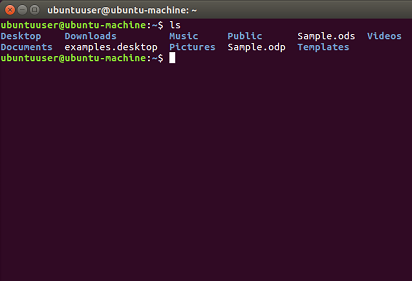 ubuntuuser@ubuntu-machine: ~
ubuntuuser@ubuntu-machine:~$ ls
Desktop Downloads Music Public Sample.ods Videos
Documents examples.desktop Pictures Sample.odp Templates
ubuntuuser@ubuntu-machine:~$